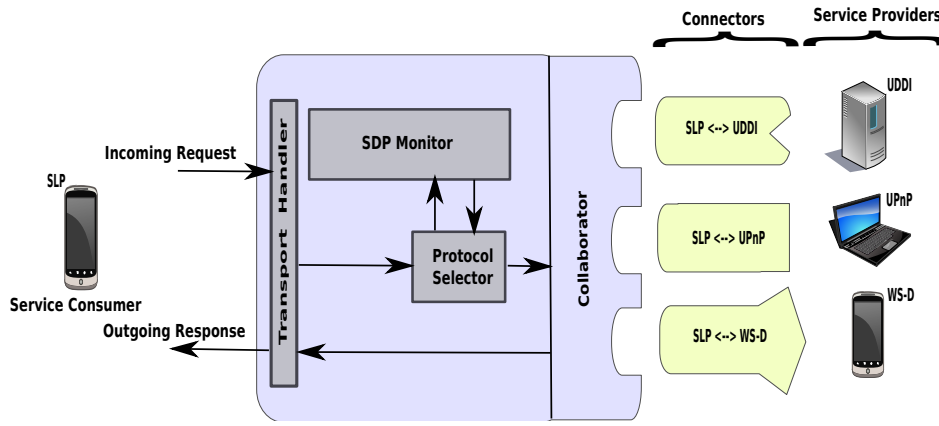 Connectors
Service Providers
UDDI
SLP <--> UDDI
SDP Monitor
Incoming Request
SLP
Transport Handler
Collaborator
UPnP
SLP <--> UPnP
Protocol
Selector
Service Consumer
WS-D
Outgoing Response
SLP <--> WS-D